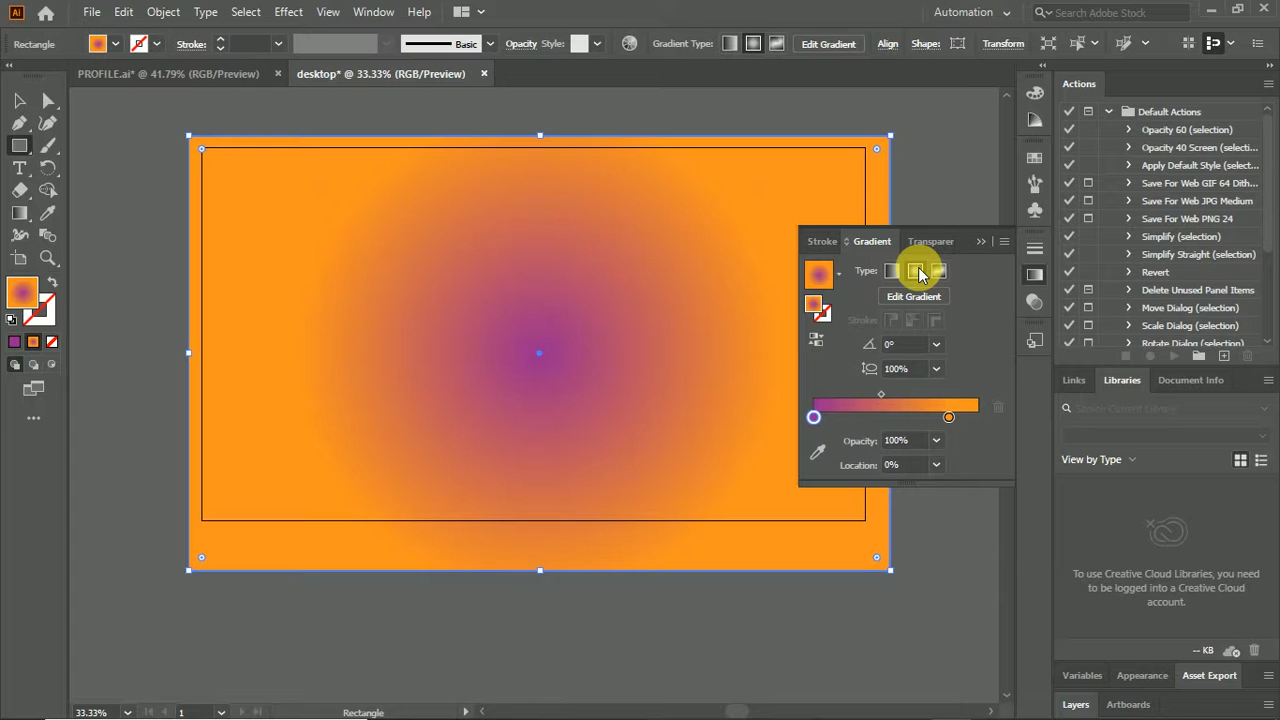 Ai File Edit Object Type Select Effect View Window Help Automation Search Adobe Stock
Rectangle Stroke: Basic Opacity Style: Gradient Type: Edit Gradient Align Shape: Transform
PROFILE.ai* @ 41.79% (RGB/Preview) × desktop* @ 33.33% (RGB/Preview) ×
Actions
Default Actions
Opacity 60 (selection)
Opacity 40 Screen (selecti...
Apply Default Style (select...
Save For Web GIF 64 Dith...
Save For Web JPG Medium
Save For Web PNG 24
Simplify (selection)
Simplify Straight (selection)
Revert
Delete Unused Panel Items
Move Dialog (selection)
Scale Dialog (selection)
Rotate Dialog (selection)
Stroke Gradient Transparer
Type:
Edit Gradient
Stroke:
0°
100%
Opacity: 100%
Location: 0%
Links Libraries Document Info
Search Current Library
View by Type
To use Creative Cloud Libraries, you
need to be logged into a Creative Cloud
account.
-- KB
Variables Appearance Asset Export
Layers Artboards
33.33% 1 Rectangle